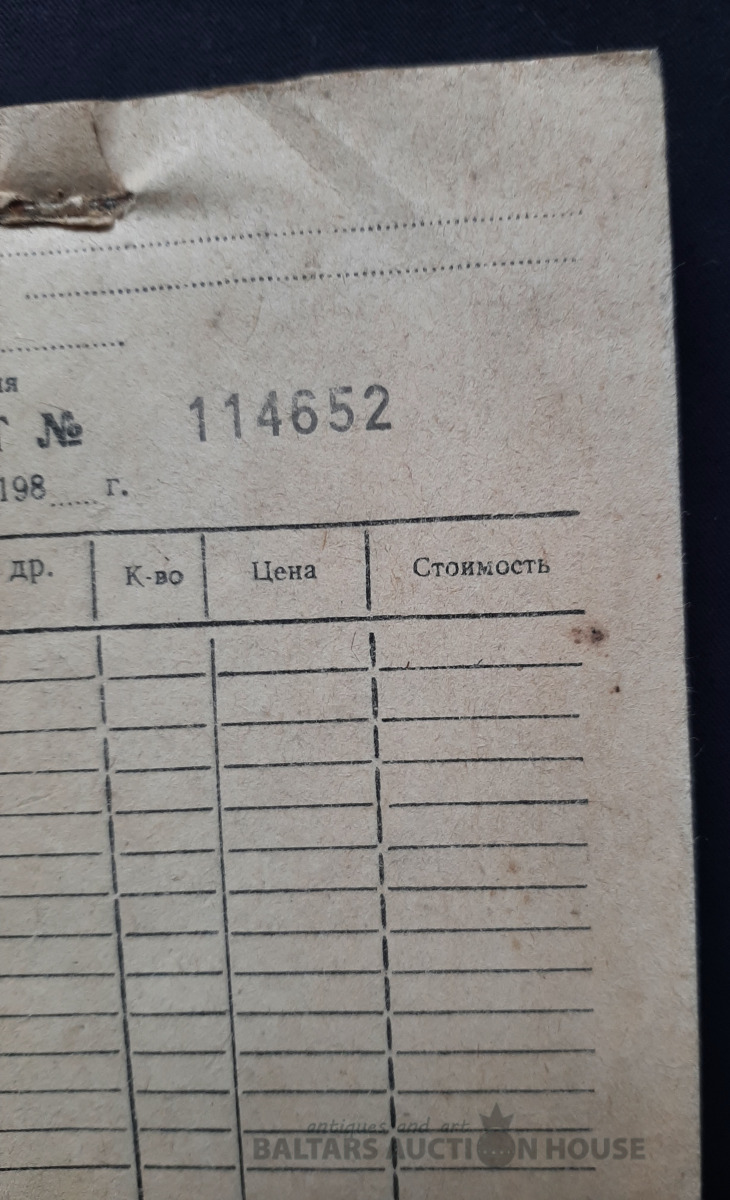 ия
Т № 114652
198 г.
др. К-во Цена Стоимость
antiques and art
BALTARS AUCTION HOUSE